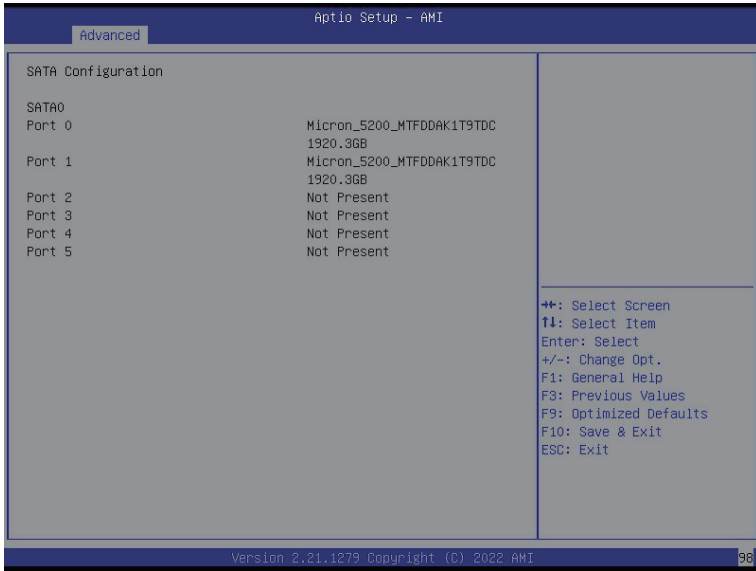 Aptio Setup – AMI
Advanced
SATA Configuration
SATA0
Port 0 Micron_5200_MTFDDAK1T9TDC
1920.3GB
Port 1 Micron_5200_MTFDDAK1T9TDC
1920.3GB
Port 2 Not Present
Port 3 Not Present
Port 4 Not Present
Port 5 Not Present
→←: Select Screen
↑↓: Select Item
Enter: Select
+/-: Change Opt.
F1: General Help
F3: Previous Values
F9: Optimized Defaults
F10: Save & Exit
ESC: Exit
Version 2.21.1279 Copyright (C) 2022 AMI
98